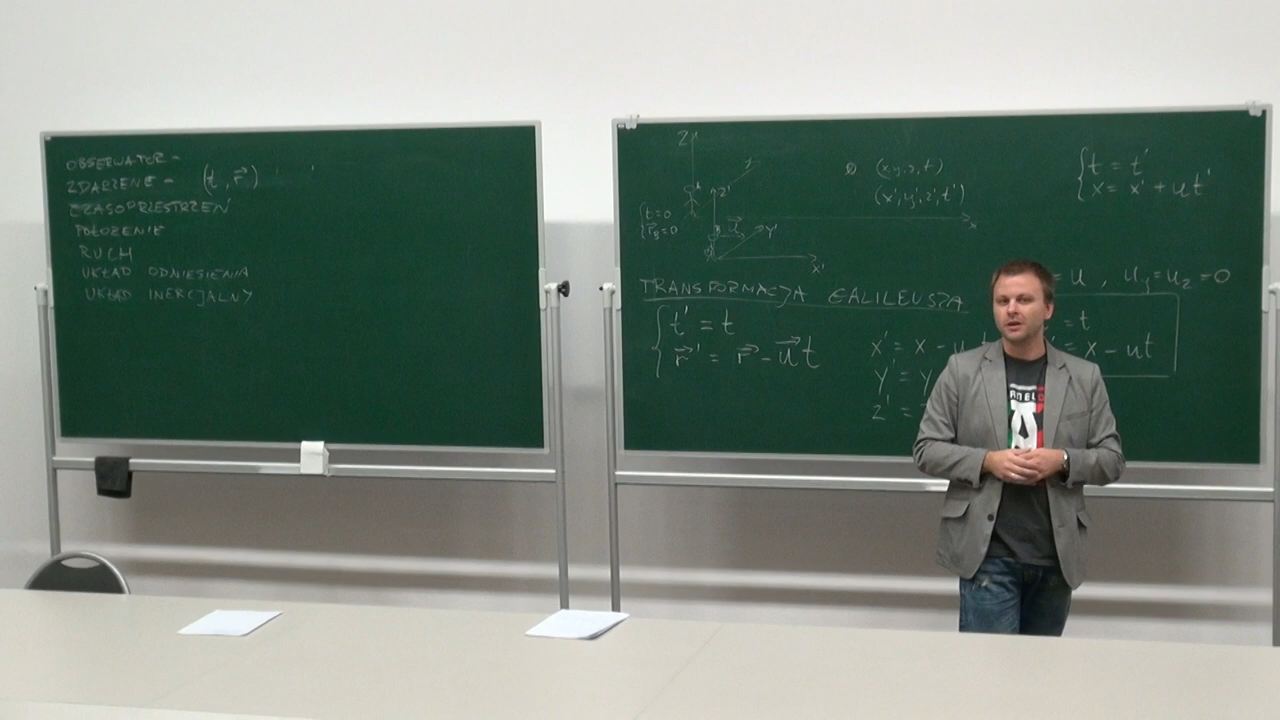 OBSERWATOR -
ZDARZENIE - (t, r⃗)
CZASOPRZESTRZEŃ
POŁOŻENIE
RUCH
UKŁAD ODNIESIENIA
UKŁAD INERCJALNY
z
z'
y'
x
x'
{t=0
(x,y,z,t)
(x',y',z',t')
{t = t'
x = x' + ut'
TRANSFORMACJA GALILEUSZA
= u , u_y=u_z=0
{t' = t
r⃗' = r⃗ - u⃗t
x' = x - u
y' = y
z' =
= t
= x - ut